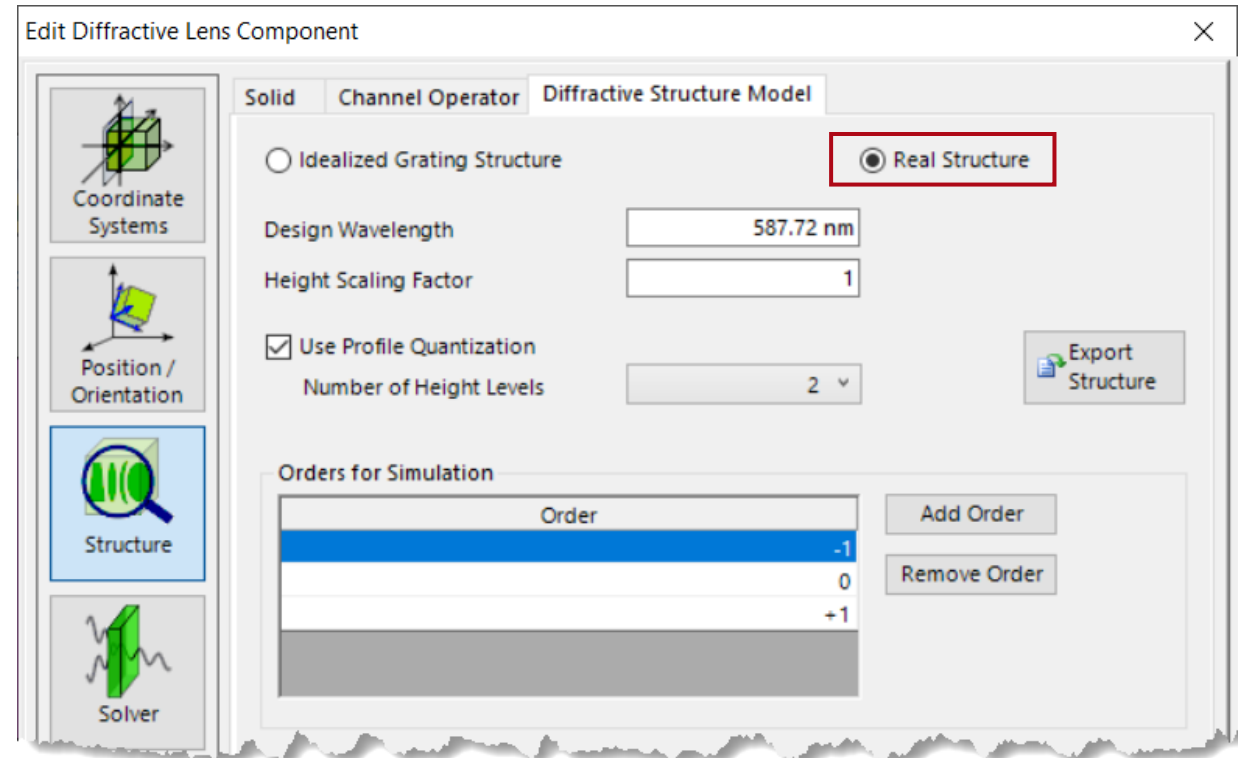 Edit Diffractive Lens Component
Solid
Channel Operator
Diffractive Structure Model
Coordinate
Systems
Idealized Grating Structure
Real Structure
Design Wavelength
587.72 nm
Height Scaling Factor
1
Position /
Orientation
Use Profile Quantization
Number of Height Levels
2
Export
Structure
Structure
Orders for Simulation
Order
-1
0
+1
Add Order
Remove Order
Solver